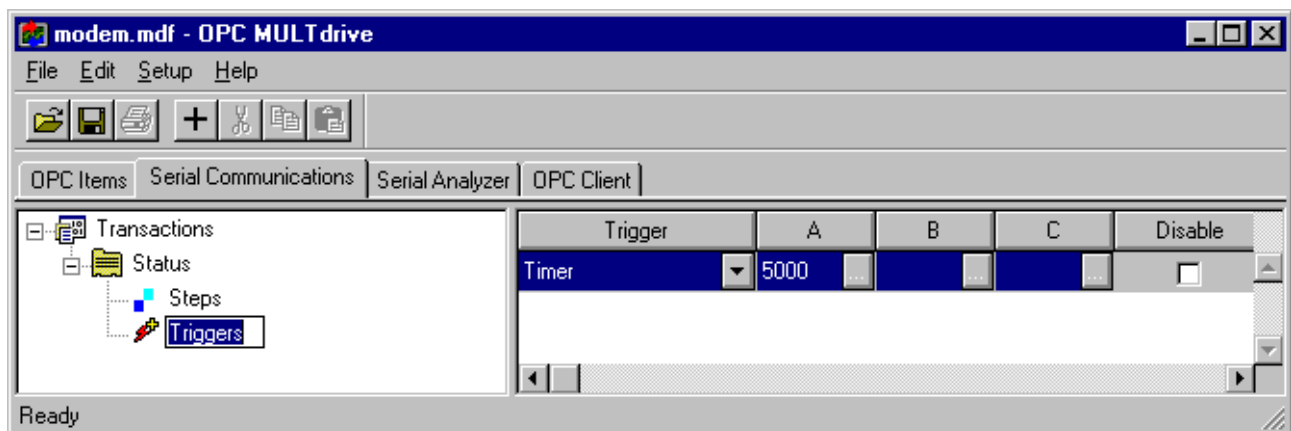 modem.mdf - OPC MULTdrive
File Edit Setup Help
OPC Items Serial Communications Serial Analyzer OPC Client
Transactions
Status
Steps
Triggers
Trigger A B C Disable
Timer 5000 ... ... ...
Ready